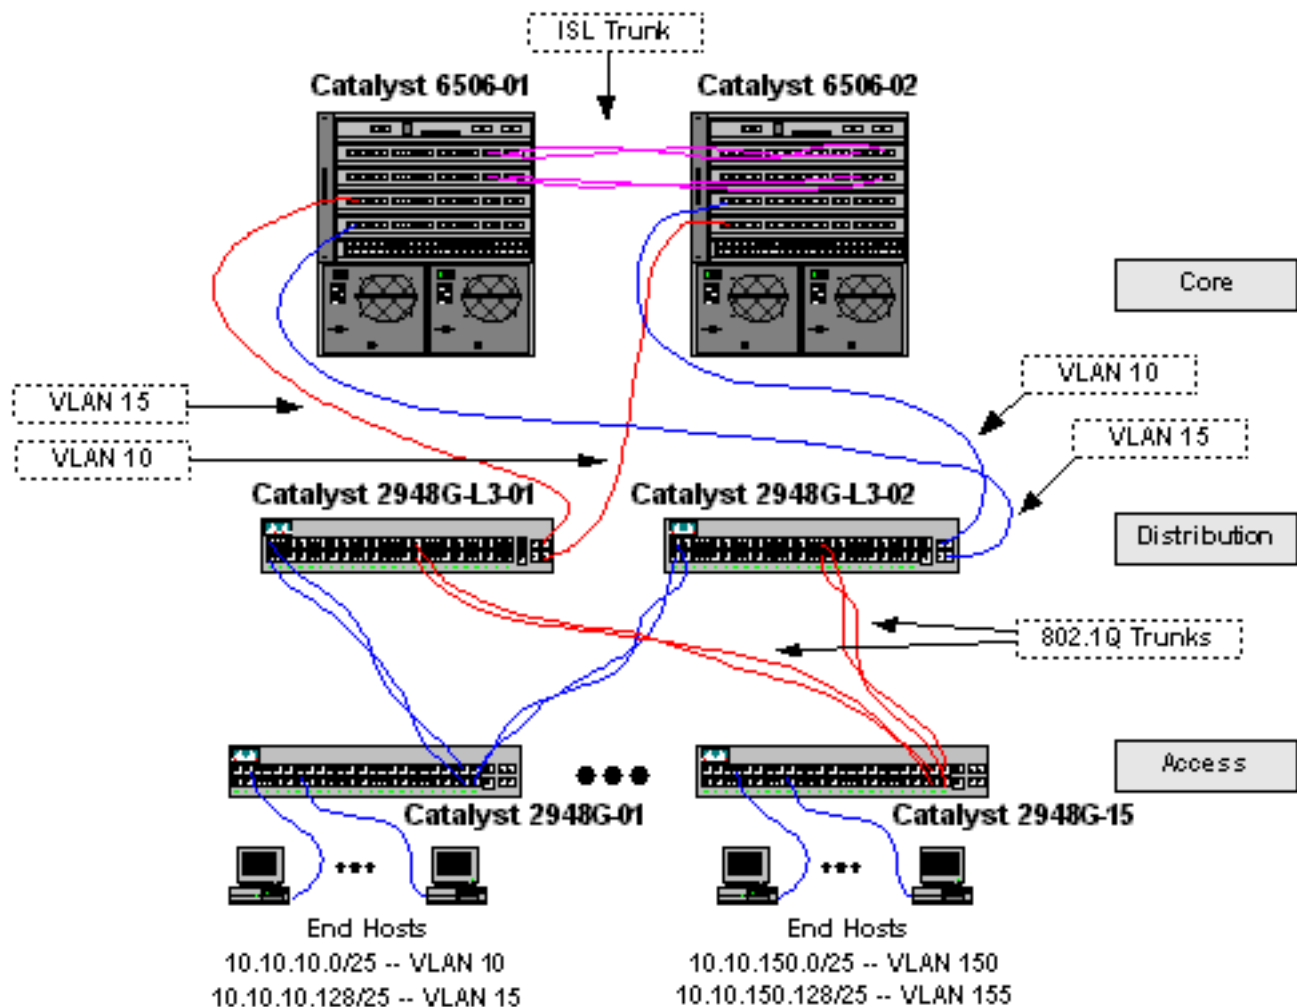 ISL Trunk
Catalyst 6506-01
Catalyst 6506-02
Core
VLAN 10
VLAN 15
VLAN 15
VLAN 10
Catalyst 2948G-L3-01
Catalyst 2948G-L3-02
Distribution
802.1Q Trunks
Access
Catalyst 2948G-01
Catalyst 2948G-15
End Hosts
10.10.10.0/25 -- VLAN 10
10.10.10.128/25 -- VLAN 15
End Hosts
10.10.150.0/25 -- VLAN 150
10.10.150.128/25 -- VLAN 155